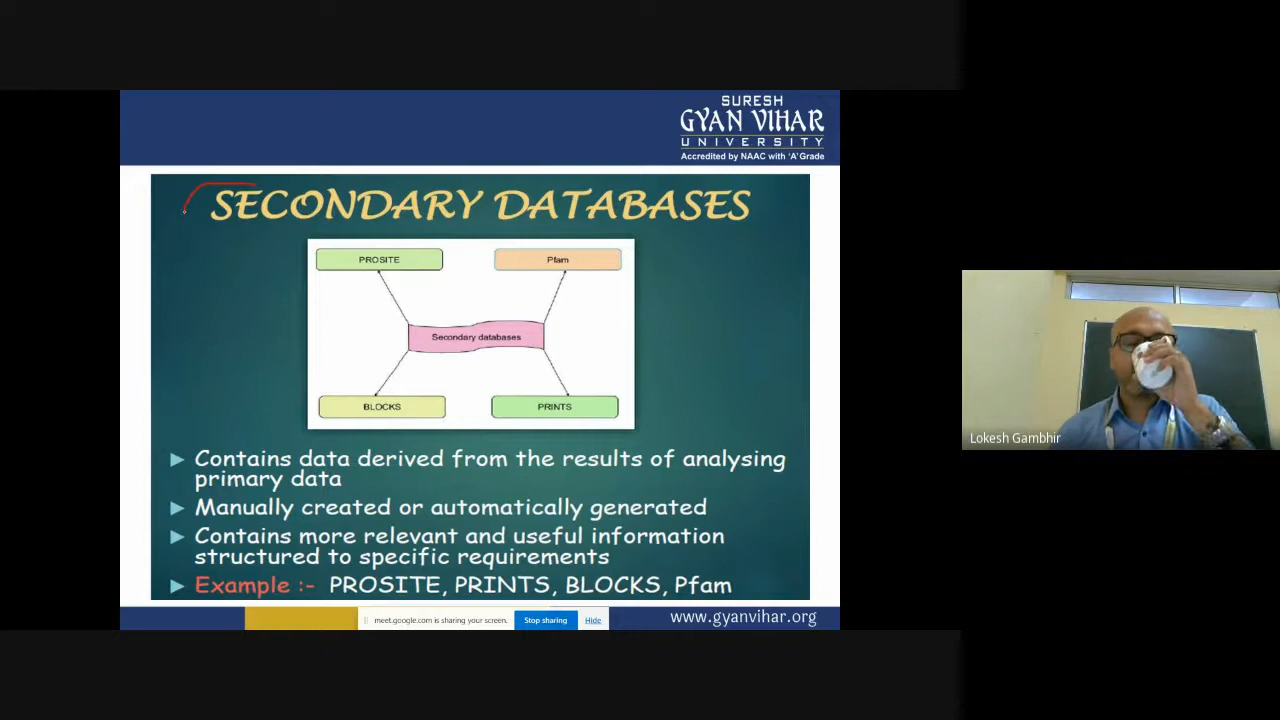 SURESH
GYAN VIHAR
UNIVERSITY
Accredited by NAAC with 'A' Grade
SECONDARY DATABASES
PROSITE
Pfam
Secondary databases
BLOCKS
PRINTS
Contains data derived from the results of analysing
primary data
Manually created or automatically generated
Contains more relevant and useful information
structured to specific requirements
Example :- PROSITE, PRINTS, BLOCKS, Pfam
meet.google.com is sharing your screen.
Stop sharing
Hide
www.gyanvihar.org
Lokesh Gambhir